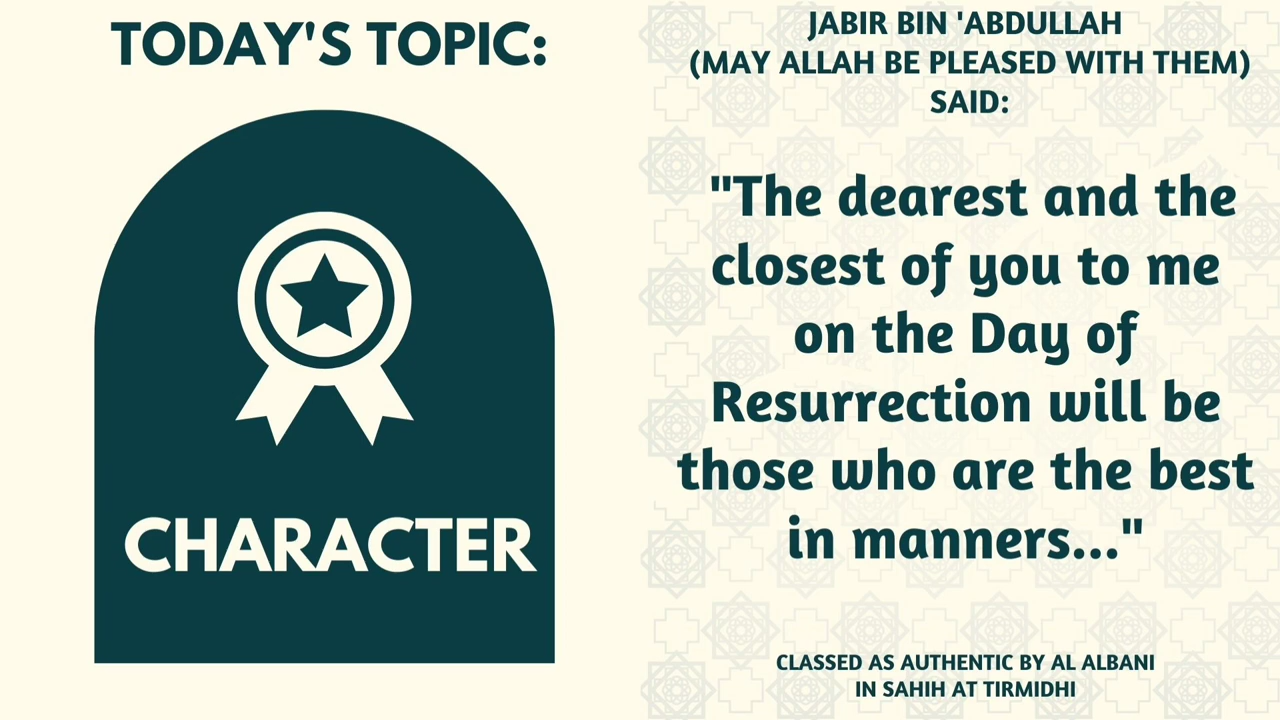 TODAY'S TOPIC:
CHARACTER
JABIR BIN 'ABDULLAH
(MAY ALLAH BE PLEASED WITH THEM)
SAID:
"The dearest and the
closest of you to me
on the Day of
Resurrection will be
those who are the best
in manners..."
CLASSED AS AUTHENTIC BY AL ALBANI
IN SAHIH AT TIRMIDHI